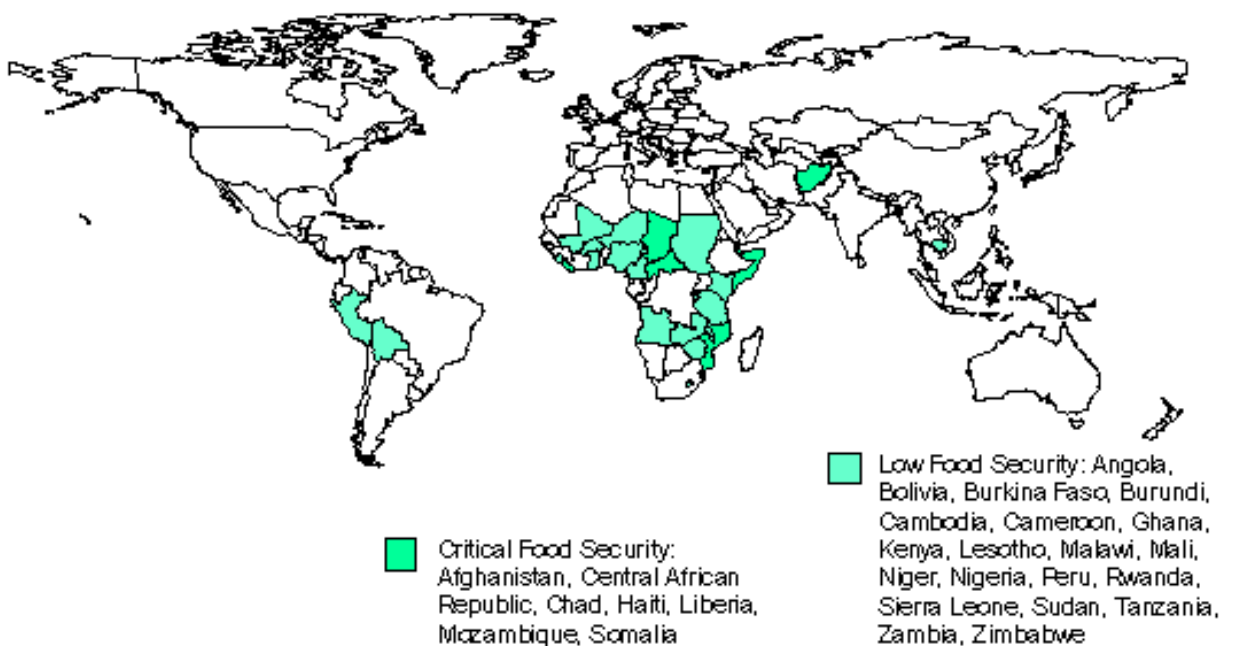 Critical Food Security:
Afghanistan, Central African
Republic, Chad, Haiti, Liberia,
Mozambique, Somalia
Low Food Security: Angola,
Bolivia, Burkina Faso, Burundi,
Cambodia, Cameroon, Ghana,
Kenya, Lesotho, Malawi, Mali,
Niger, Nigeria, Peru, Rwanda,
Sierra Leone, Sudan, Tanzania,
Zambia, Zimbabwe